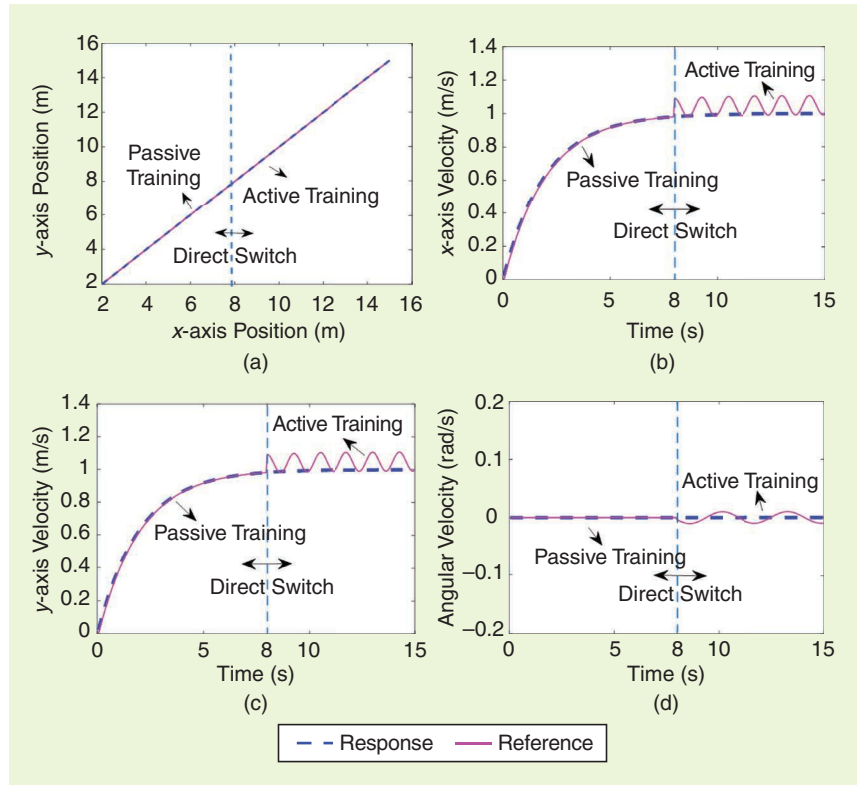 16
14
12
10
8
6
4
2
y-axis Position (m)
Passive
Training
Active Training
Direct Switch
2 4 6 8 10 12 14 16
x-axis Position (m)
(a)
1.4
1.2
1
0.8
0.6
0.4
0.2
0
x-axis Velocity (m/s)
Active Training
Passive Training
Direct Switch
0 5 8 10 15
Time (s)
(b)
1.4
1.2
1
0.8
0.6
0.4
0.2
0
y-axis Velocity (m/s)
Active Training
Passive Training
Direct Switch
0 5 8 10 15
Time (s)
(c)
0.2
0.1
0
–0.1
–0.2
Angular Velocity (rad/s)
Active Training
Passive Training
Direct Switch
0 5 8 10 15
Time (s)
(d)
Response Reference